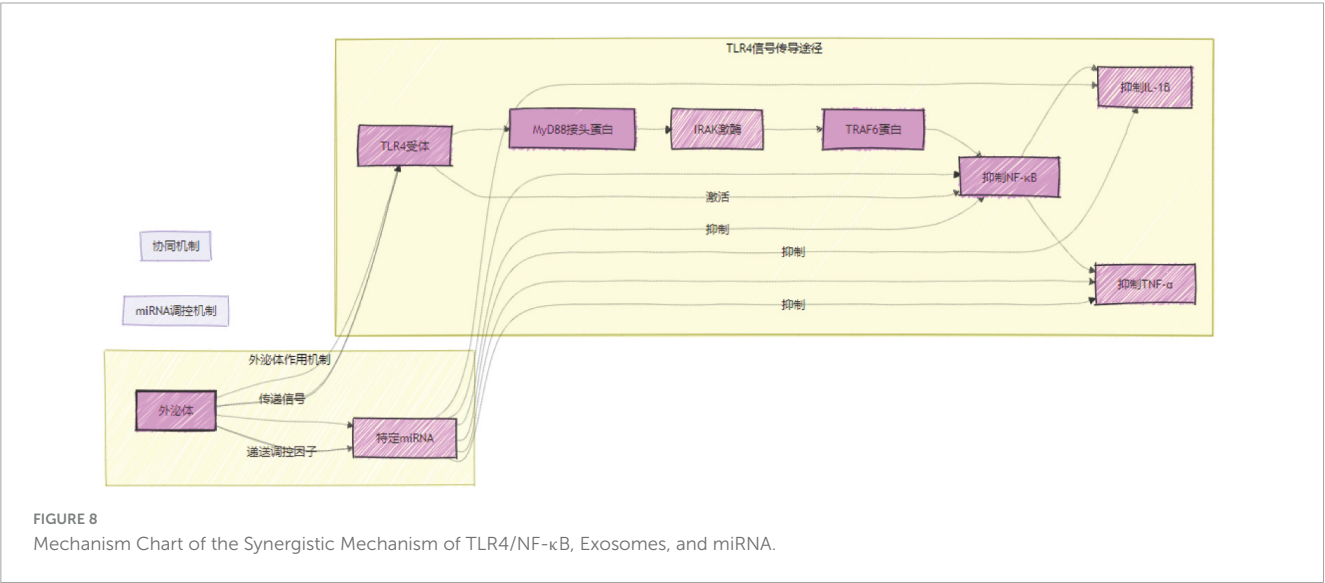 TLR4信号传导途径
抑制IL-1β
MyD88接头蛋白
IRAK激酶
TRAF6蛋白
TLR4受体
抑制NF-κB
激活
抑制
协同机制
抑制
抑制TNF-α
miRNA调控机制
抑制
外泌体作用机制
传递信号
外泌体
特定miRNA
递送调控因子
FIGURE 8
Mechanism Chart of the Synergistic Mechanism of TLR4/NF-κB, Exosomes, and miRNA.